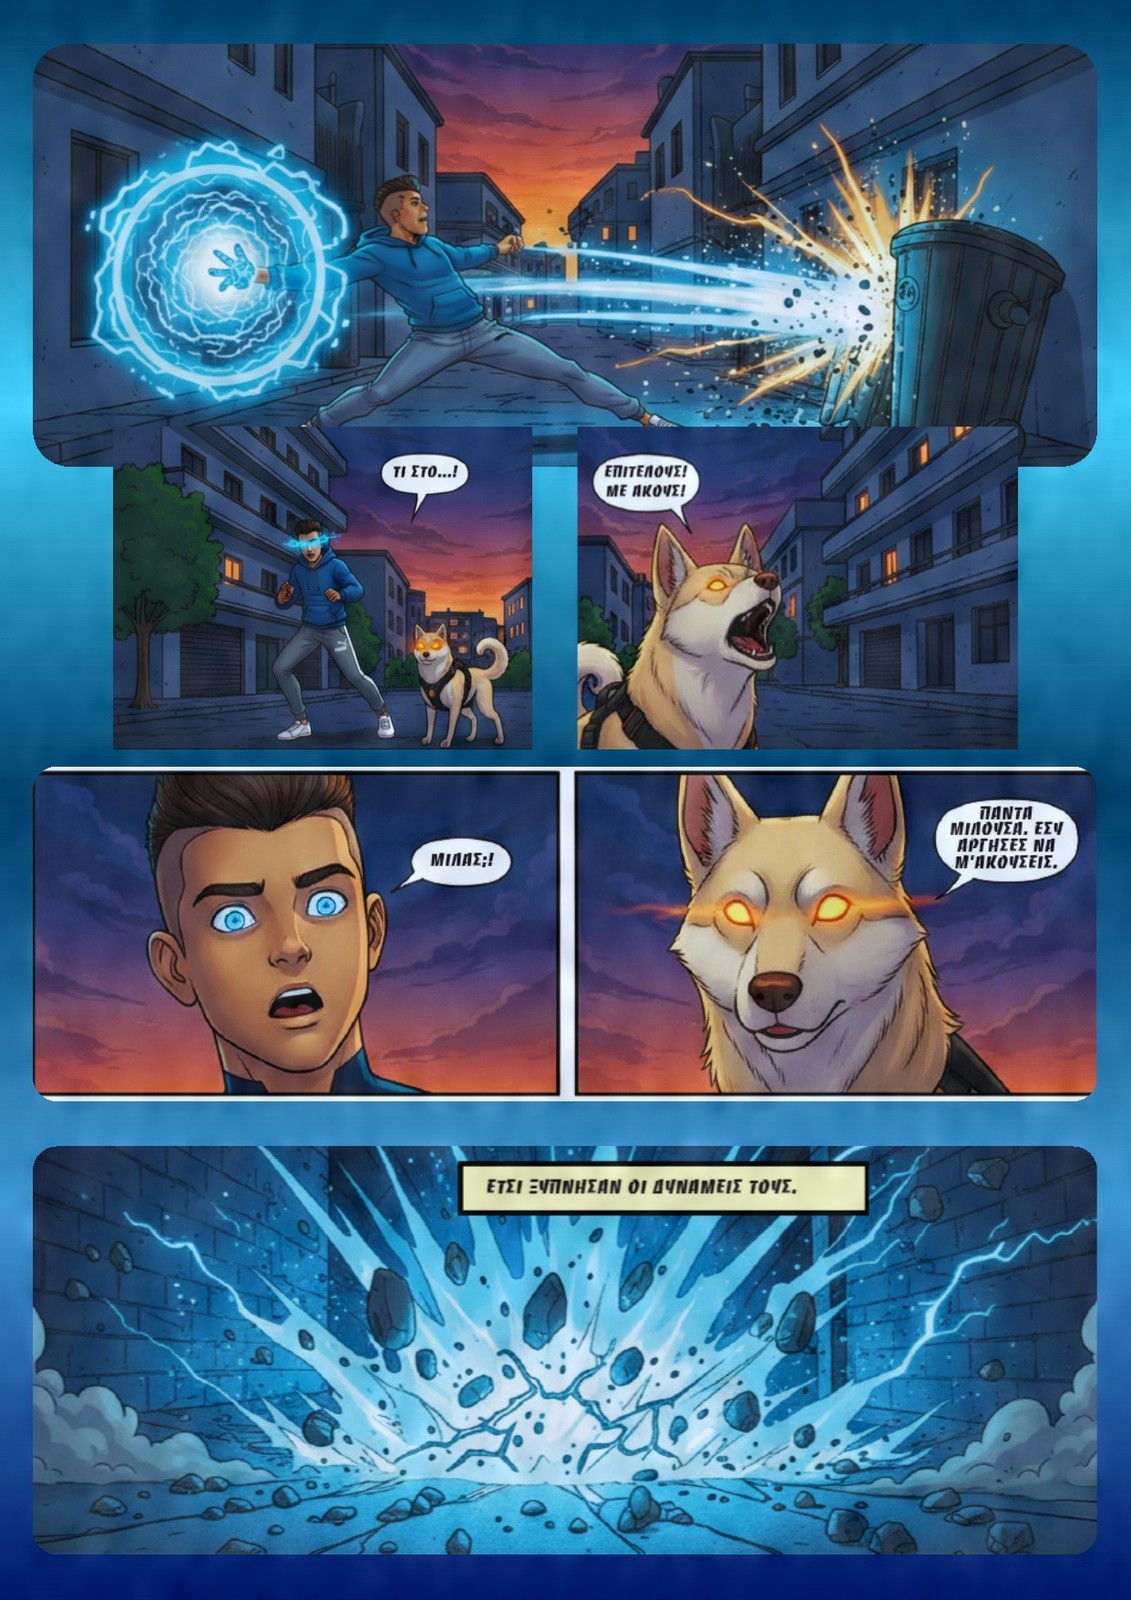 ΤΙ ΣΤΟ...!
ΕΠΙΤΕΛΟΥΣ!
ΜΕ ΑΚΟΥΣ!
ΜΙΛΑΣ;!
ΠΑΝΤΑ
ΜΙΛΟΥΣΑ. ΕΣΥ
ΑΡΓΗΣΕΣ ΝΑ
Μ'ΑΚΟΥΣΕΙΣ.
ΕΤΣΙ ΞΥΠΝΗΣΑΝ ΟΙ ΔΥΝΑΜΕΙΣ ΤΟΥΣ.